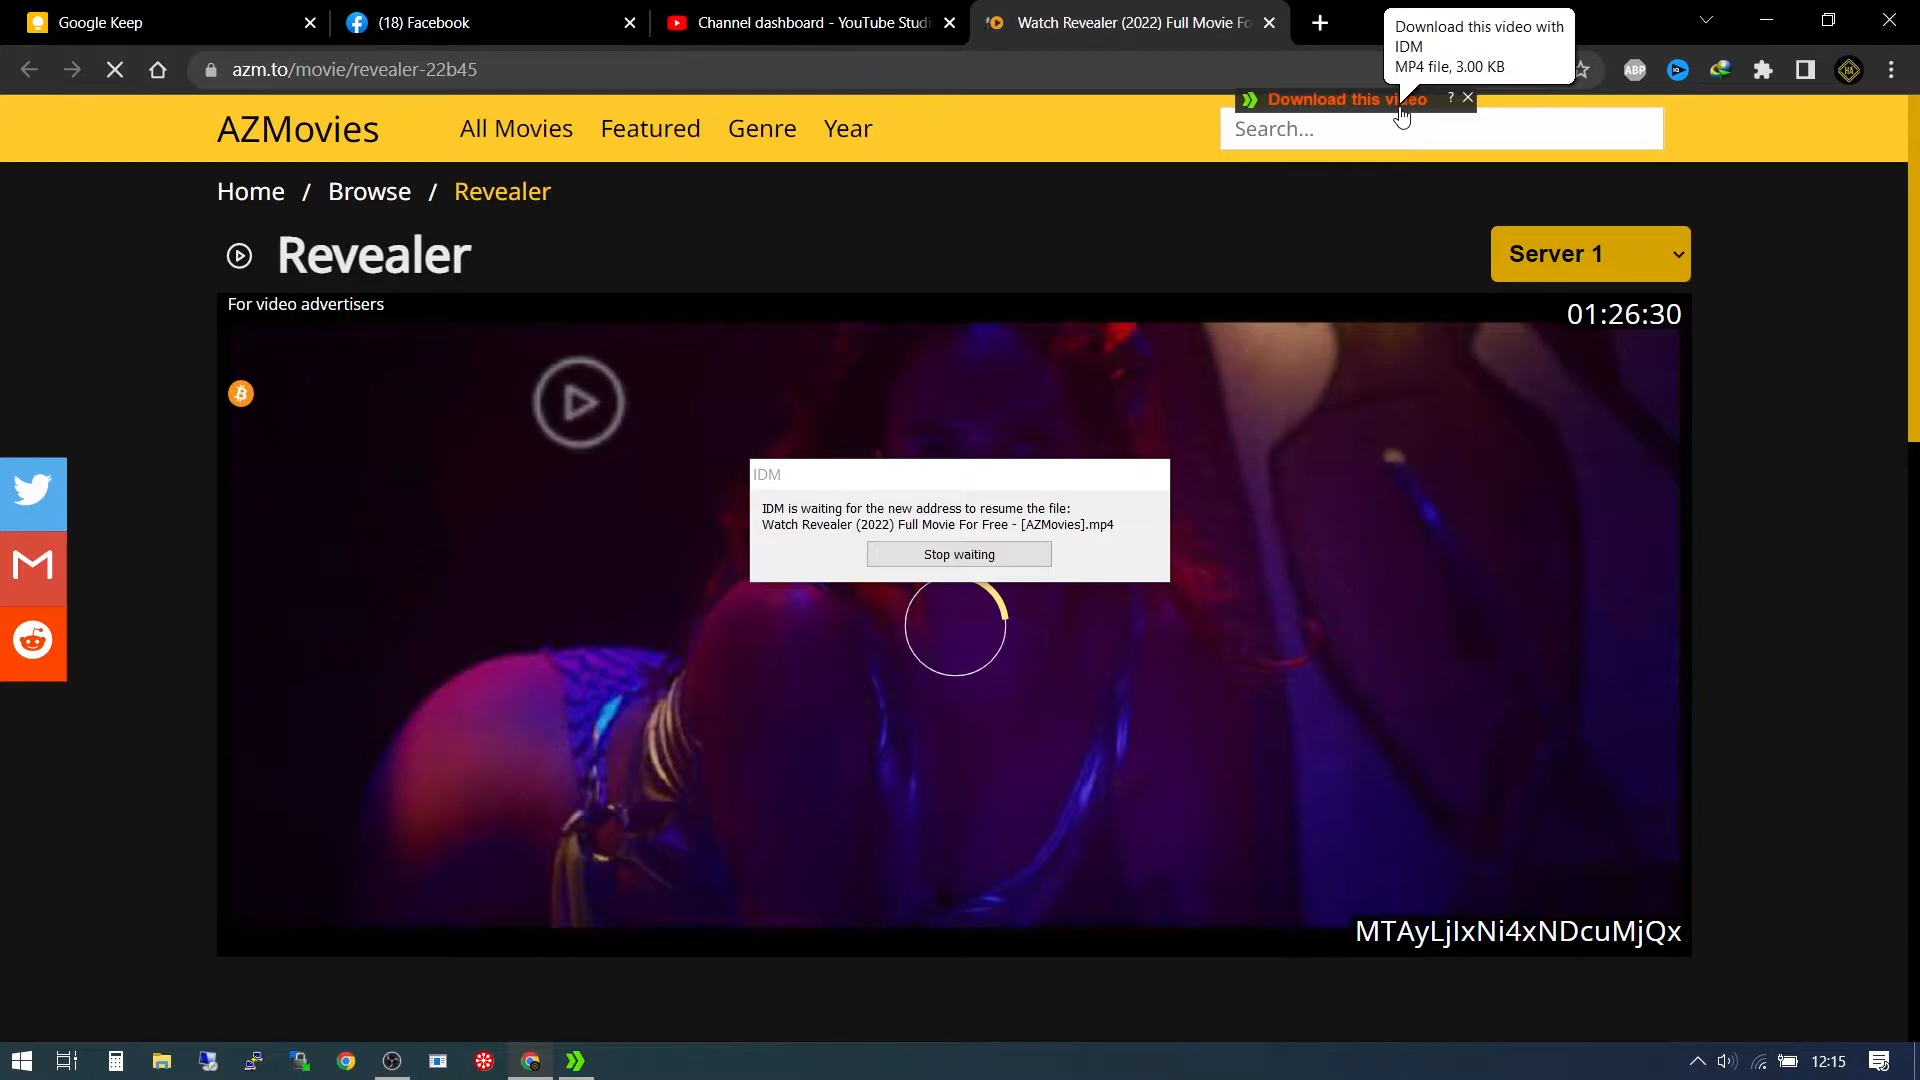 Google Keep
(18) Facebook
Channel dashboard - YouTube Studi
Watch Revealer (2022) Full Movie Fo
Download this video with
IDM
MP4 file, 3.00 KB
azm.to/movie/revealer-22b45
ABP
HA
Download this video ?
AZMovies
All Movies
Featured
Genre
Year
Search...
Home / Browse / Revealer
Revealer
Server 1
For video advertisers
01:26:30
IDM
IDM is waiting for the new address to resume the file:
Watch Revealer (2022) Full Movie For Free - [AZMovies].mp4
Stop waiting
MTAyLjIxNi4xNDcuMjQx
12:15